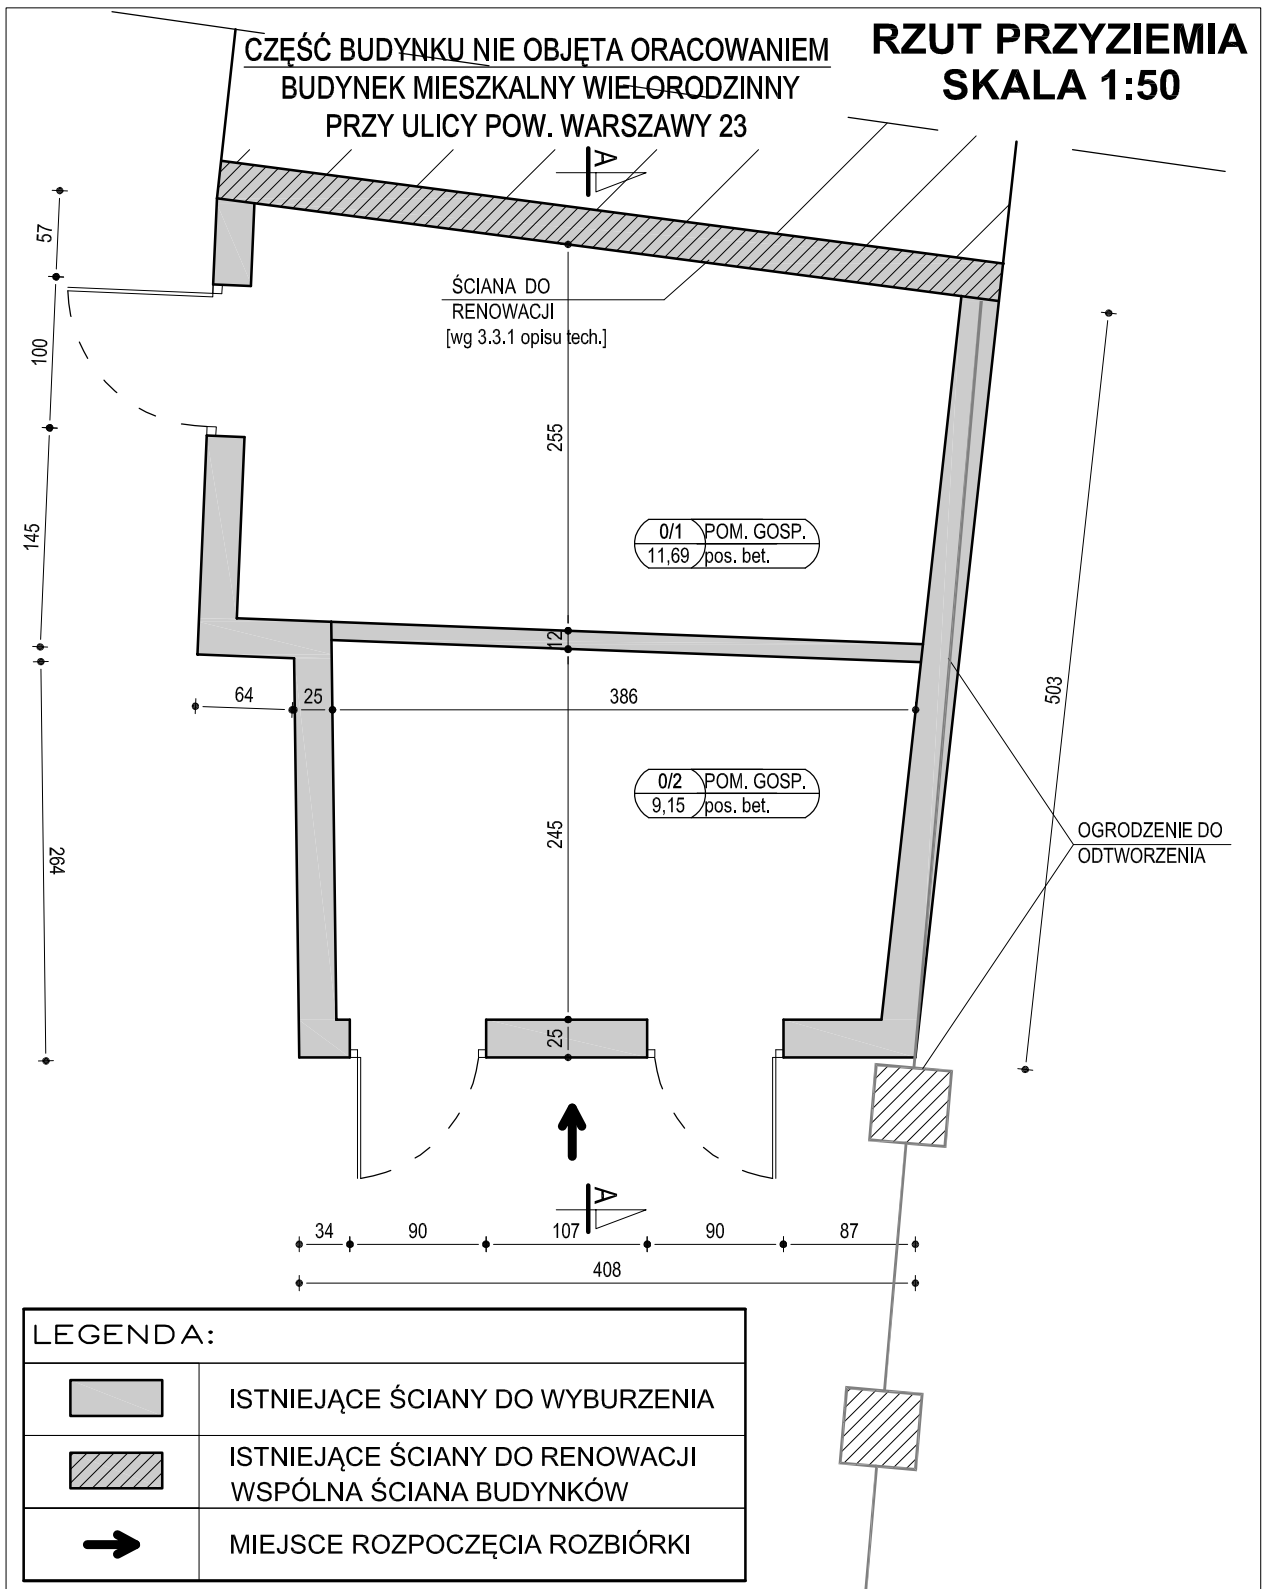 RZUT PRZYZIEMIA
SKALA 1:50
CZĘŚĆ BUDYNKU NIE OBJĘTA ORACOWANIEM
BUDYNEK MIESZKALNY WIELORODZINNY
PRZY ULICY POW. WARSZAWY 23
A
57
ŚCIANA DO
RENOWACJI
[wg 3.3.1 opisu tech.]
100
255
145
0/1 POM. GOSP.
11,69 pos. bet.
12
64 25 386
503
0/2 POM. GOSP.
9,15 pos. bet.
245
264
OGRODZENIE DO
ODTWORZENIA
25
A
34 90 107 90 87
408
LEGENDA:
ISTNIEJĄCE ŚCIANY DO WYBURZENIA
ISTNIEJĄCE ŚCIANY DO RENOWACJI
WSPÓLNA ŚCIANA BUDYNKÓW
MIEJSCE ROZPOCZĘCIA ROZBIÓRKI